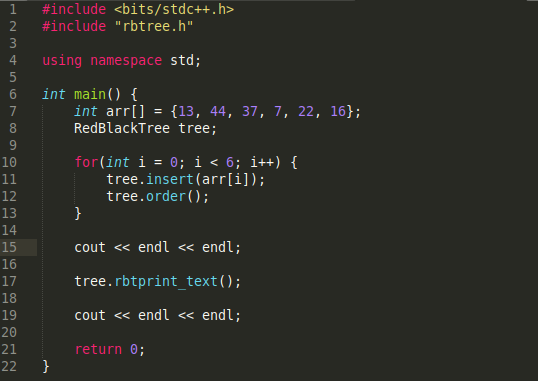 1 #include <bits/stdc++.h>
2 #include "rbtree.h"
3
4 using namespace std;
5
6 int main() {
7     int arr[] = {13, 44, 37, 7, 22, 16};
8     RedBlackTree tree;
9
10     for(int i = 0; i < 6; i++) {
11         tree.insert(arr[i]);
12         tree.order();
13     }
14
15     cout << endl << endl;
16
17     tree.rbtprint_text();
18
19     cout << endl << endl;
20
21     return 0;
22 }